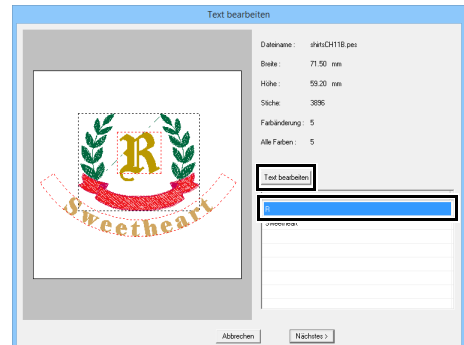 Text bearbeiten
Dateiname : shirtsCH11B.pes
Breite : 71.50 mm
Höhe : 59.20 mm
Stiche: 3896
Farbänderung : 5
Alle Farben : 5
R
Sweetheart
Text bearbeiten
R
Sweetheart
Abbrechen
Nächstes >